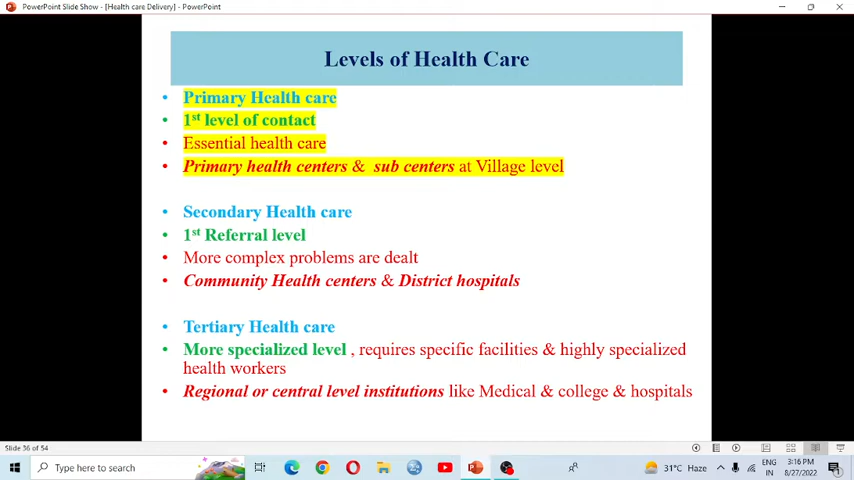 PowerPoint Slide Show - [Health care Delivery] - PowerPoint
Levels of Health Care
• Primary Health care
• 1st level of contact
• Essential health care
• Primary health centers & sub centers at Village level
• Secondary Health care
• 1st Referral level
• More complex problems are dealt
• Community Health centers & District hospitals
• Tertiary Health care
• More specialized level , requires specific facilities & highly specialized
health workers
• Regional or central level institutions like Medical & college & hospitals
Slide 36 of 54
Type here to search
31°C Haze
ENG
IN
3:16 PM
8/27/2022
1